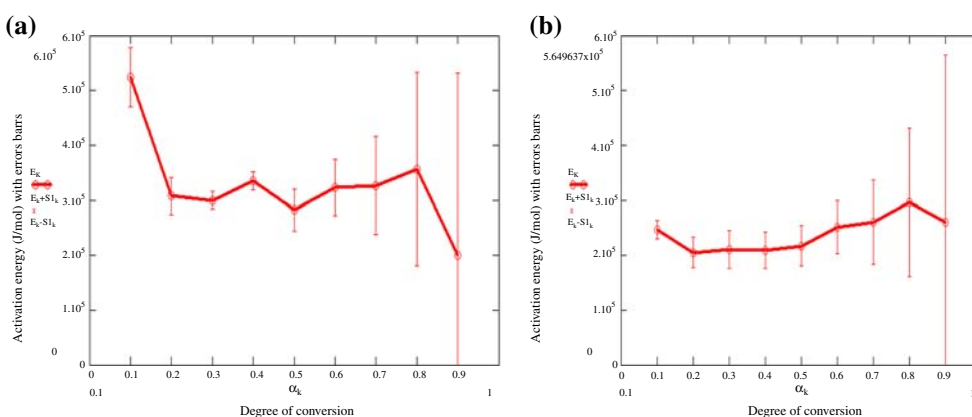 (a)
6.10⁵
6.10⁵
5.10⁵
4.10⁵
3.10⁵
2.10⁵
1.10⁵
0
0
Activation energy (J/mol) with errors bars
E_K
E_k+S1_k
E_k-S1_k
0 0.1 0.2 0.3 0.4 0.5 0.6 0.7 0.8 0.9
0.1 α_k 1
Degree of conversion
(b)
6.10⁵
5.649637x10⁵
5.10⁵
4.10⁵
3.10⁵
2.10⁵
1.10⁵
0
0
Activation energy (J/mol) with errors bars
E_K
E_k+S1_k
E_k-S1_k
0 0.1 0.2 0.3 0.4 0.5 0.6 0.7 0.8 0.9
0.1 α_k
Degree of conversion